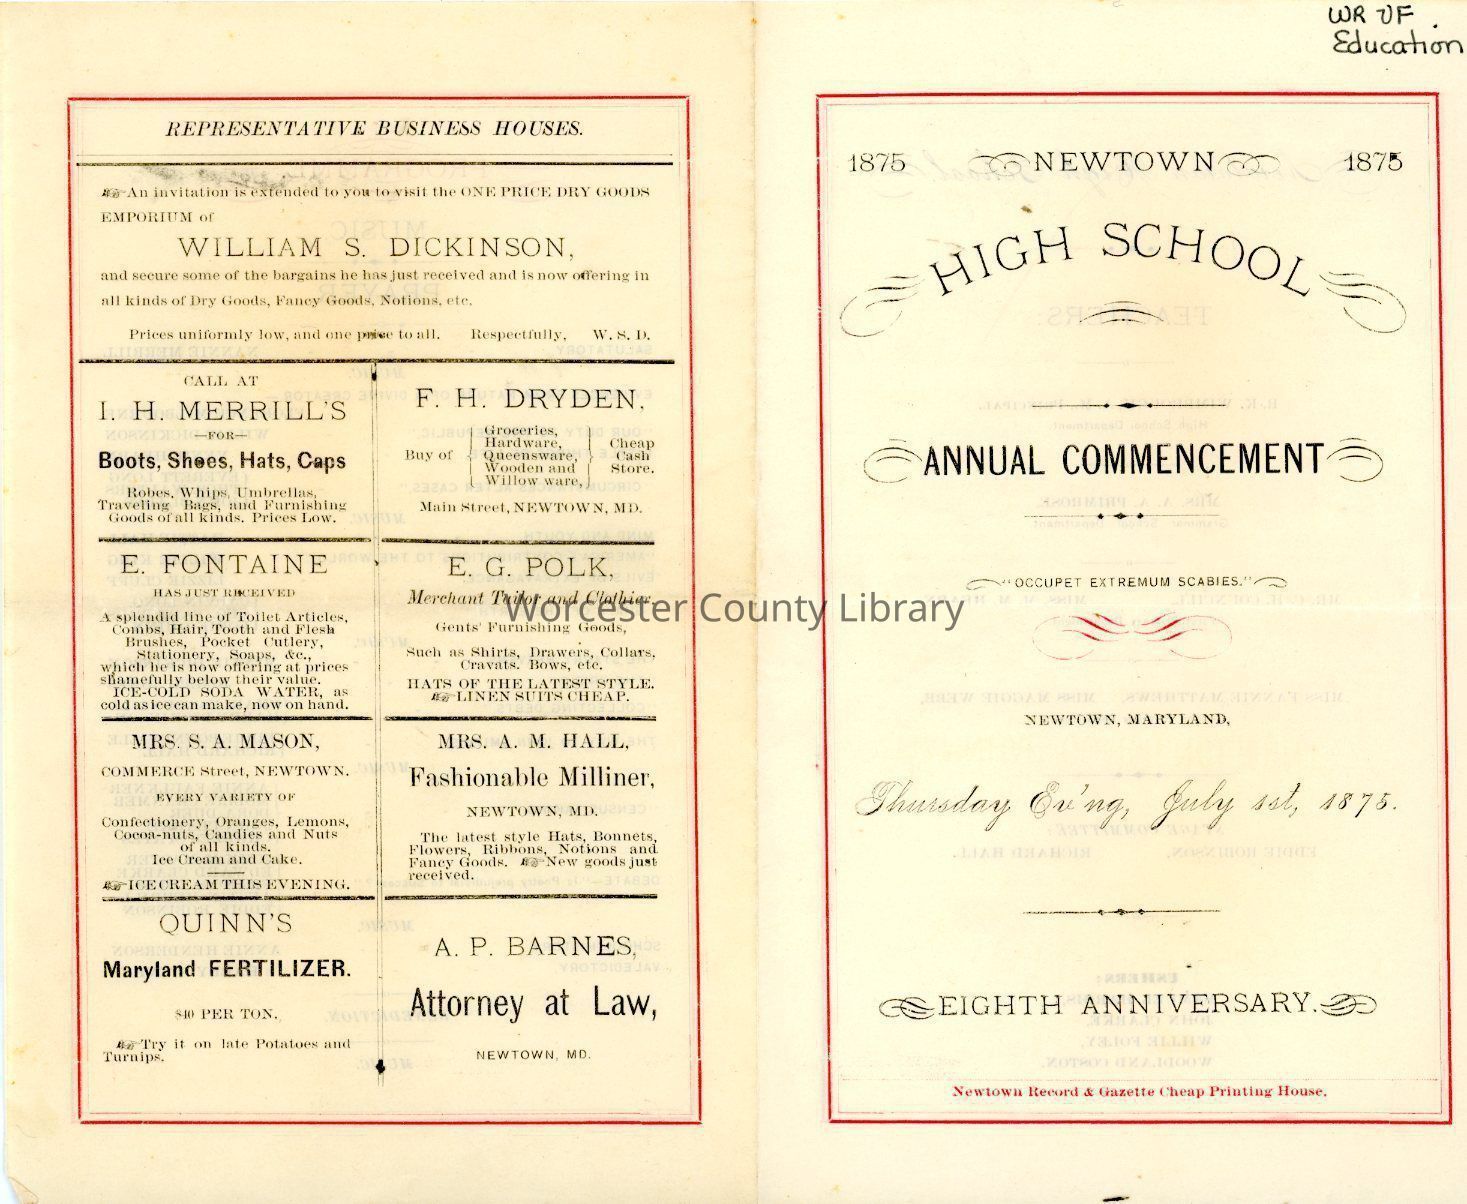 WR VF
Education
REPRESENTATIVE BUSINESS HOUSES.
An invitation is extended to you to visit the ONE PRICE DRY GOODS
EMPORIUM of
WILLIAM S. DICKINSON,
and secure some of the bargains he has just received and is now offering in
all kinds of Dry Goods, Fancy Goods, Notions, etc.
Prices uniformly low, and one price to all. Respectfully, W. S. D.
CALL AT
I. H. MERRILL'S
—FOR—
Boots, Shoes, Hats, Caps
Robes, Whips, Umbrellas,
Traveling Bags, and Furnishing
Goods of all kinds. Prices Low.
F. H. DRYDEN,
Buy of
Groceries,
Hardware,
Queensware,
Wooden and
Willow ware,
Cheap
Cash
Store.
Main Street, NEWTOWN, MD.
E. FONTAINE
HAS JUST RECEIVED
A splendid line of Toilet Articles,
Combs, Hair, Tooth and Flesh
Brushes, Pocket Cutlery,
Stationery, Soaps, &c.,
which he is now offering at prices
shamefully below their value.
ICE-COLD SODA WATER, as
cold as ice can make, now on hand.
E. G. POLK,
Merchant Tailor and Clothier
Gents' Furnishing Goods,
Such as Shirts, Drawers, Collars,
Cravats. Bows, etc.
HATS OF THE LATEST STYLE.
LINEN SUITS CHEAP.
MRS. S. A. MASON,
COMMERCE Street, NEWTOWN.
EVERY VARIETY OF
Confectionery, Oranges, Lemons,
Cocoa-nuts, Candies and Nuts
of all kinds.
Ice Cream and Cake.
ICE CREAM THIS EVENING.
MRS. A. M. HALL,
Fashionable Milliner,
NEWTOWN, MD.
The latest style Hats, Bonnets,
Flowers, Ribbons, Notions and
Fancy Goods. New goods just
received.
QUINN'S
Maryland FERTILIZER.
$40 PER TON.
Try it on late Potatoes and
Turnips.
A. P. BARNES,
Attorney at Law,
NEWTOWN, MD.
1875 NEWTOWN 1875
HIGH SCHOOL
ANNUAL COMMENCEMENT
"OCCUPET EXTREMUM SCABIES."
NEWTOWN, MARYLAND,
Thursday Ev'ng, July 1st, 1875.
EIGHTH ANNIVERSARY.
Newtown Record & Gazette Cheap Printing House.
Worcester County Library